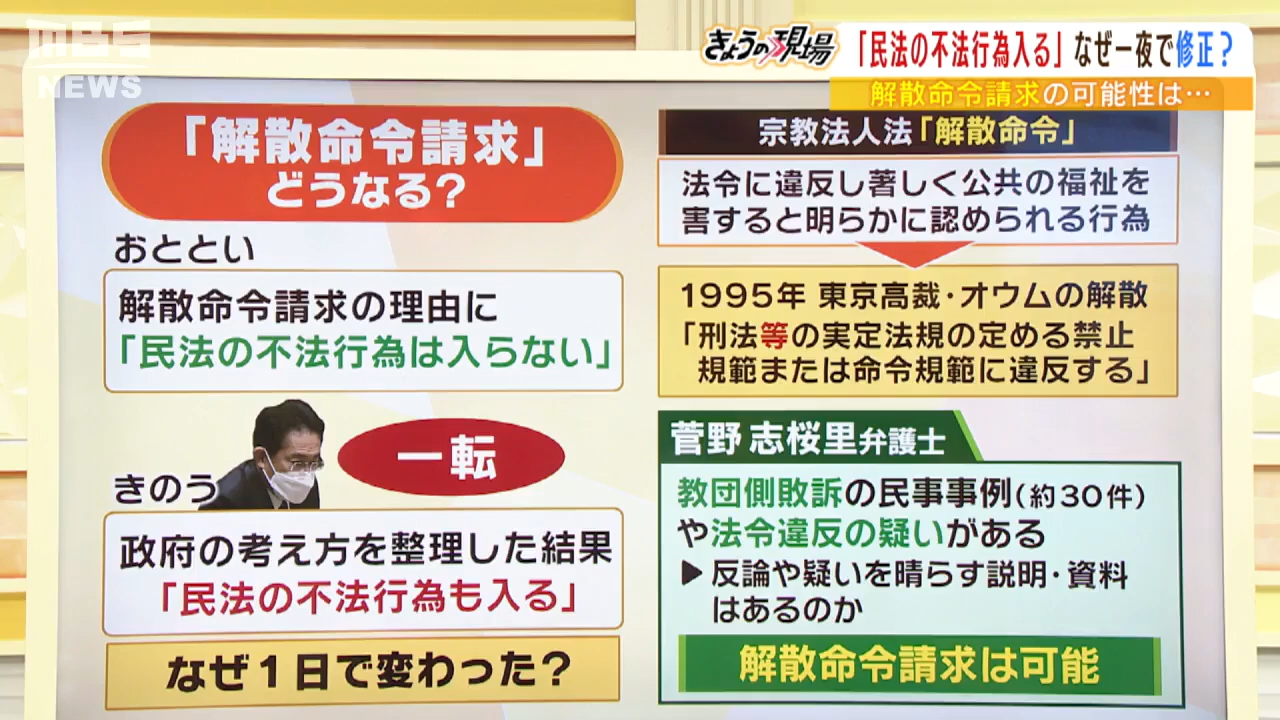 MBS
NEWS
きょうの現場
「民法の不法行為入る」なぜ一夜で修正？
解散命令請求の可能性は…
「解散命令請求」
どうなる？
おととい
解散命令請求の理由に
「民法の不法行為は入らない」
一転
きのう
政府の考え方を整理した結果
「民法の不法行為も入る」
なぜ１日で変わった？
宗教法人法「解散命令」
法令に違反し著しく公共の福祉を
害すると明らかに認められる行為
1995年 東京高裁・オウムの解散
「刑法等の実定法規の定める禁止
規範または命令規範に違反する」
菅野 志桜里弁護士
教団側敗訴の民事事例(約30件)
や法令違反の疑いがある
▶反論や疑いを晴らす説明・資料
はあるのか
解散命令請求は可能